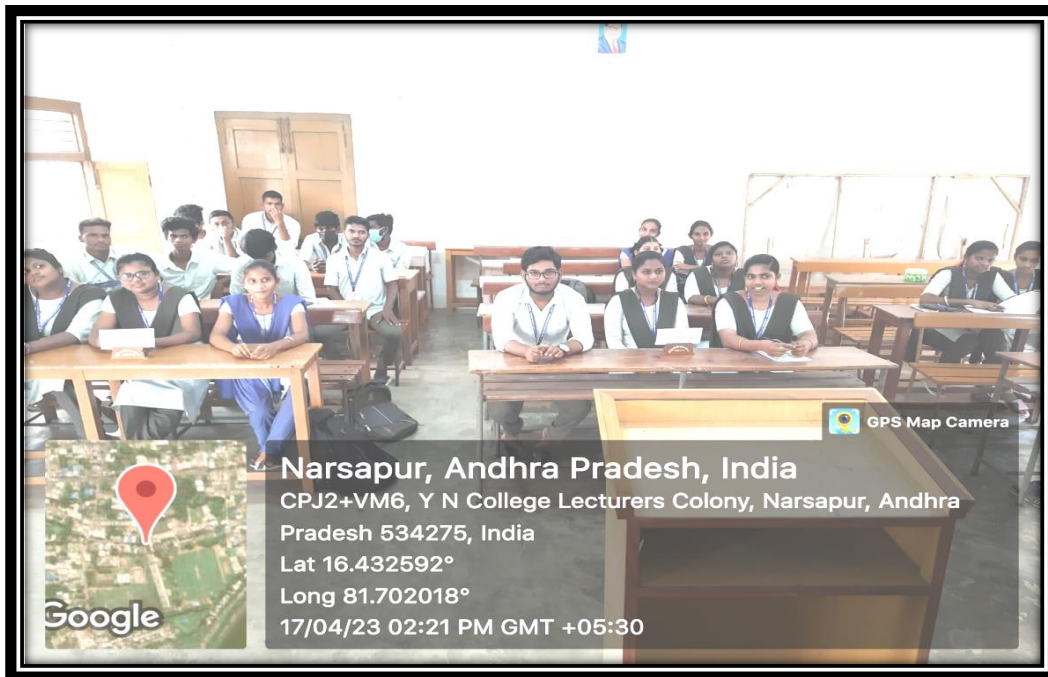 GPS Map Camera
Narsapur, Andhra Pradesh, India
CPJ2+VM6, Y N College Lecturers Colony, Narsapur, Andhra
Pradesh 534275, India
Lat 16.432592°
Long 81.702018°
17/04/23 02:21 PM GMT +05:30
Google